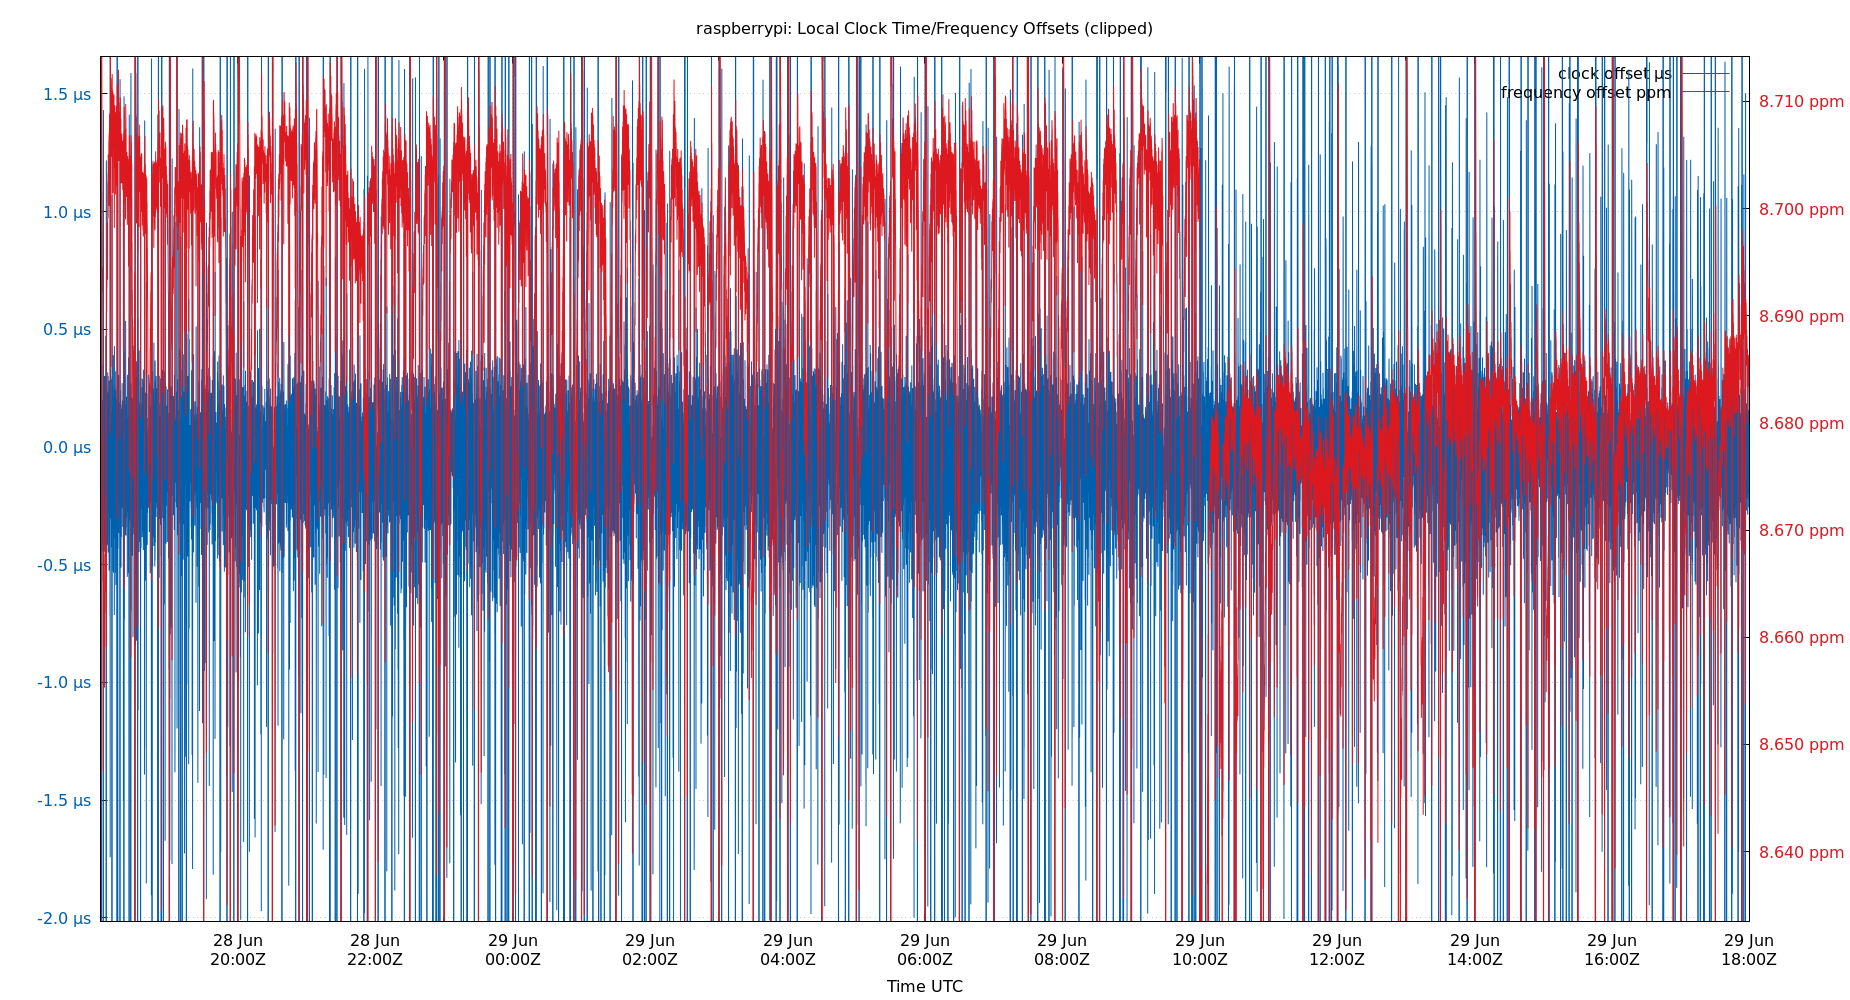 raspberrypi: Local Clock Time/Frequency Offsets (clipped)
clock offset µs
frequency offset ppm
1.5 µs
1.0 µs
0.5 µs
0.0 µs
-0.5 µs
-1.0 µs
-1.5 µs
-2.0 µs
8.710 ppm
8.700 ppm
8.690 ppm
8.680 ppm
8.670 ppm
8.660 ppm
8.650 ppm
8.640 ppm
28 Jun 28 Jun 29 Jun 29 Jun 29 Jun 29 Jun 29 Jun 29 Jun 29 Jun 29 Jun 29 Jun 29 Jun
20:00Z 22:00Z 00:00Z 02:00Z 04:00Z 06:00Z 08:00Z 10:00Z 12:00Z 14:00Z 16:00Z 18:00Z
Time UTC